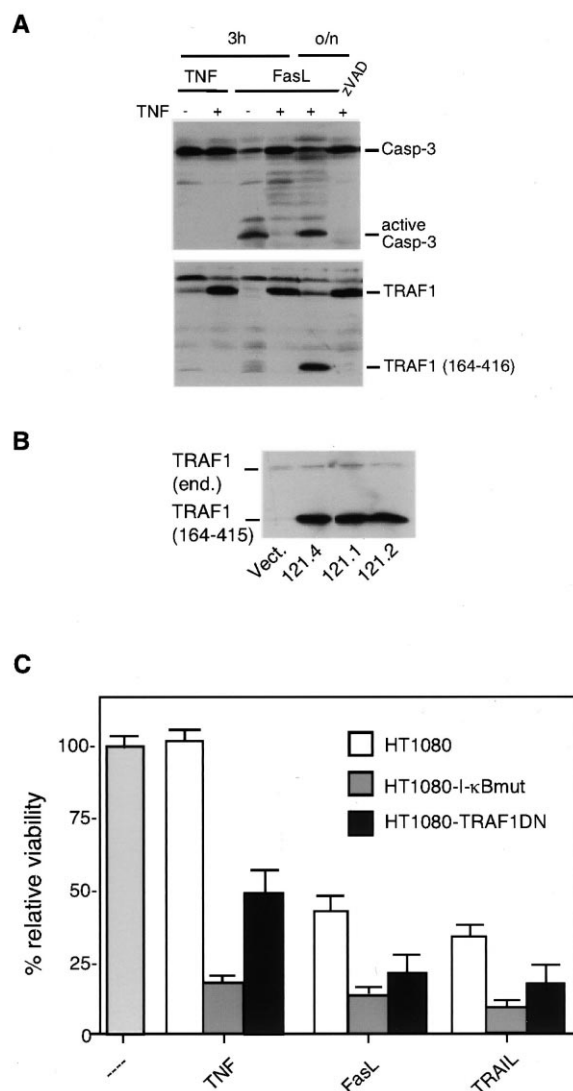 A
3h o/n
TNF FasL zVAD
TNF - + - + + +
Casp-3
active
Casp-3
TRAF1
TRAF1 (164-416)
B
TRAF1
(end.)
TRAF1
(164-415)
Vect. 121.4 121.1 121.2
C
% relative viability
100-
75-
50-
25-
0
HT1080
HT1080-I-κBmut
HT1080-TRAF1DN
---- TNF FasL TRAIL